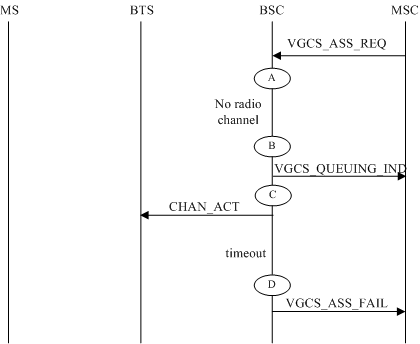 MS BTS BSC MSC
VGCS_ASS_REQ
A
No radio
channel
B
VGCS_QUEUING_IND
C
CHAN_ACT
timeout
D
VGCS_ASS_FAIL